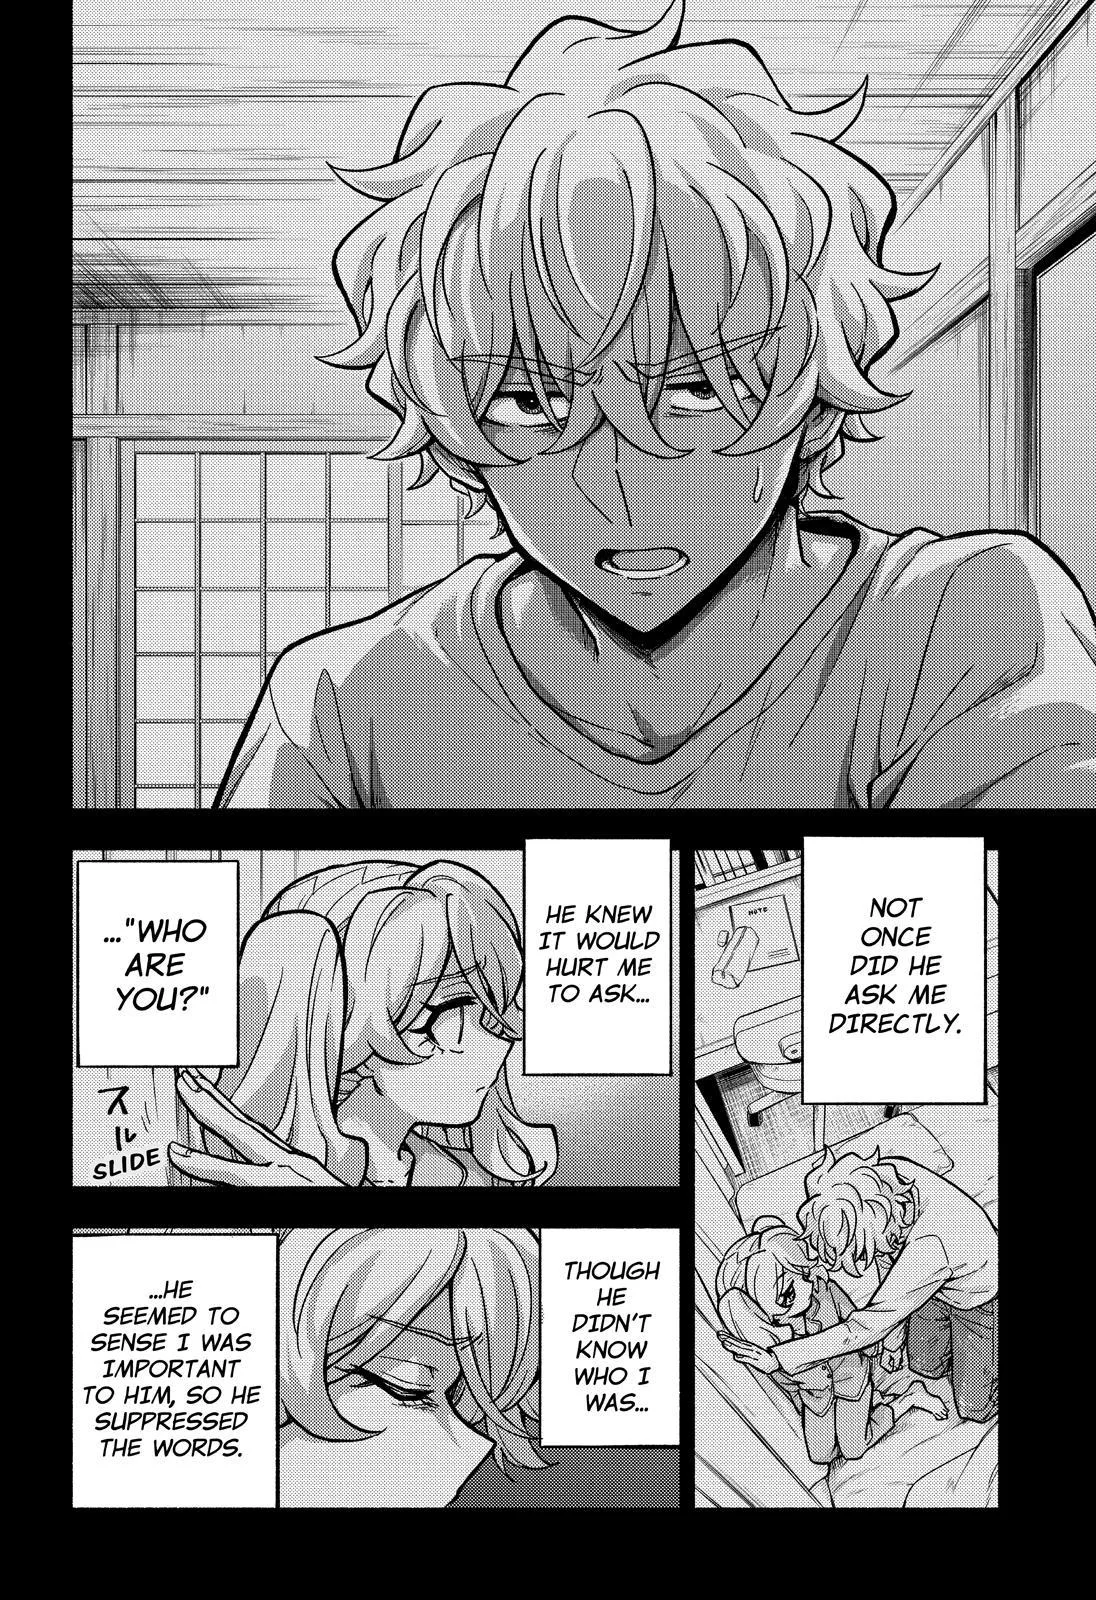 NOT
ONCE
DID HE
ASK ME
DIRECTLY.
NOTE
HE KNEW
IT WOULD
HURT ME
TO ASK...
..."WHO
ARE
YOU?"
スル
SLIDE
THOUGH
HE
DIDN'T
KNOW
WHO I
WAS...
...HE
SEEMED TO
SENSE I WAS
IMPORTANT
TO HIM, SO HE
SUPPRESSED
THE WORDS.